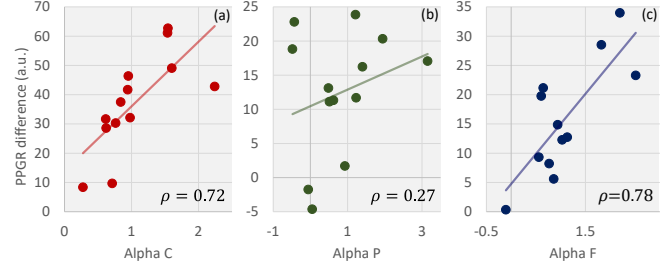 (a)
PPGR difference (a.u.)
70
60
50
40
30
20
10
0
0 1 2
ρ = 0.72
Alpha C
(b)
25
20
15
10
5
0
-5
-1 1 3
ρ = 0.27
Alpha P
(c)
35
30
25
20
15
10
5
0
-0.5 1.5
ρ=0.78
Alpha F